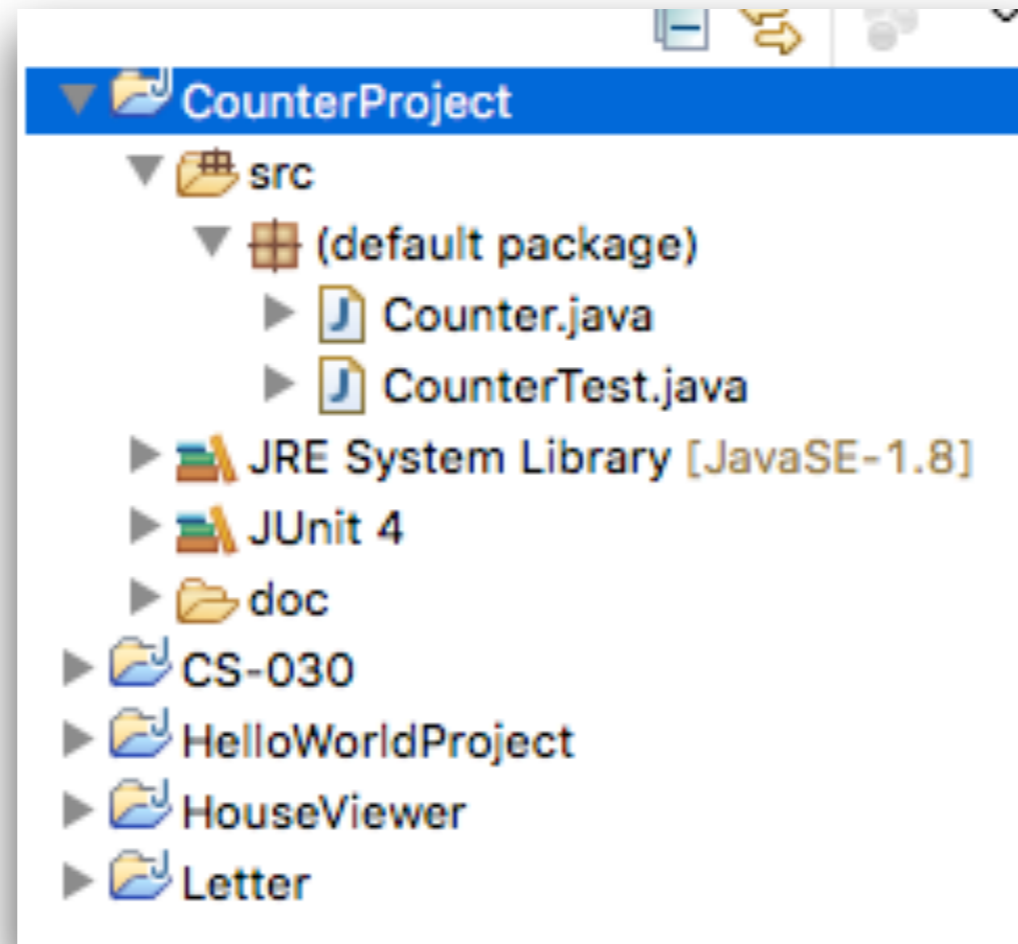 CounterProject
src
(default package)
Counter.java
CounterTest.java
JRE System Library [JavaSE-1.8]
JUnit 4
doc
CS-030
HelloWorldProject
HouseViewer
Letter